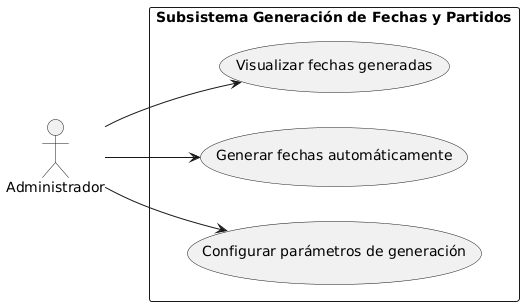 Subsistema Generación de Fechas y Partidos
Visualizar fechas generadas
Generar fechas automáticamente
Administrador
Configurar parámetros de generación